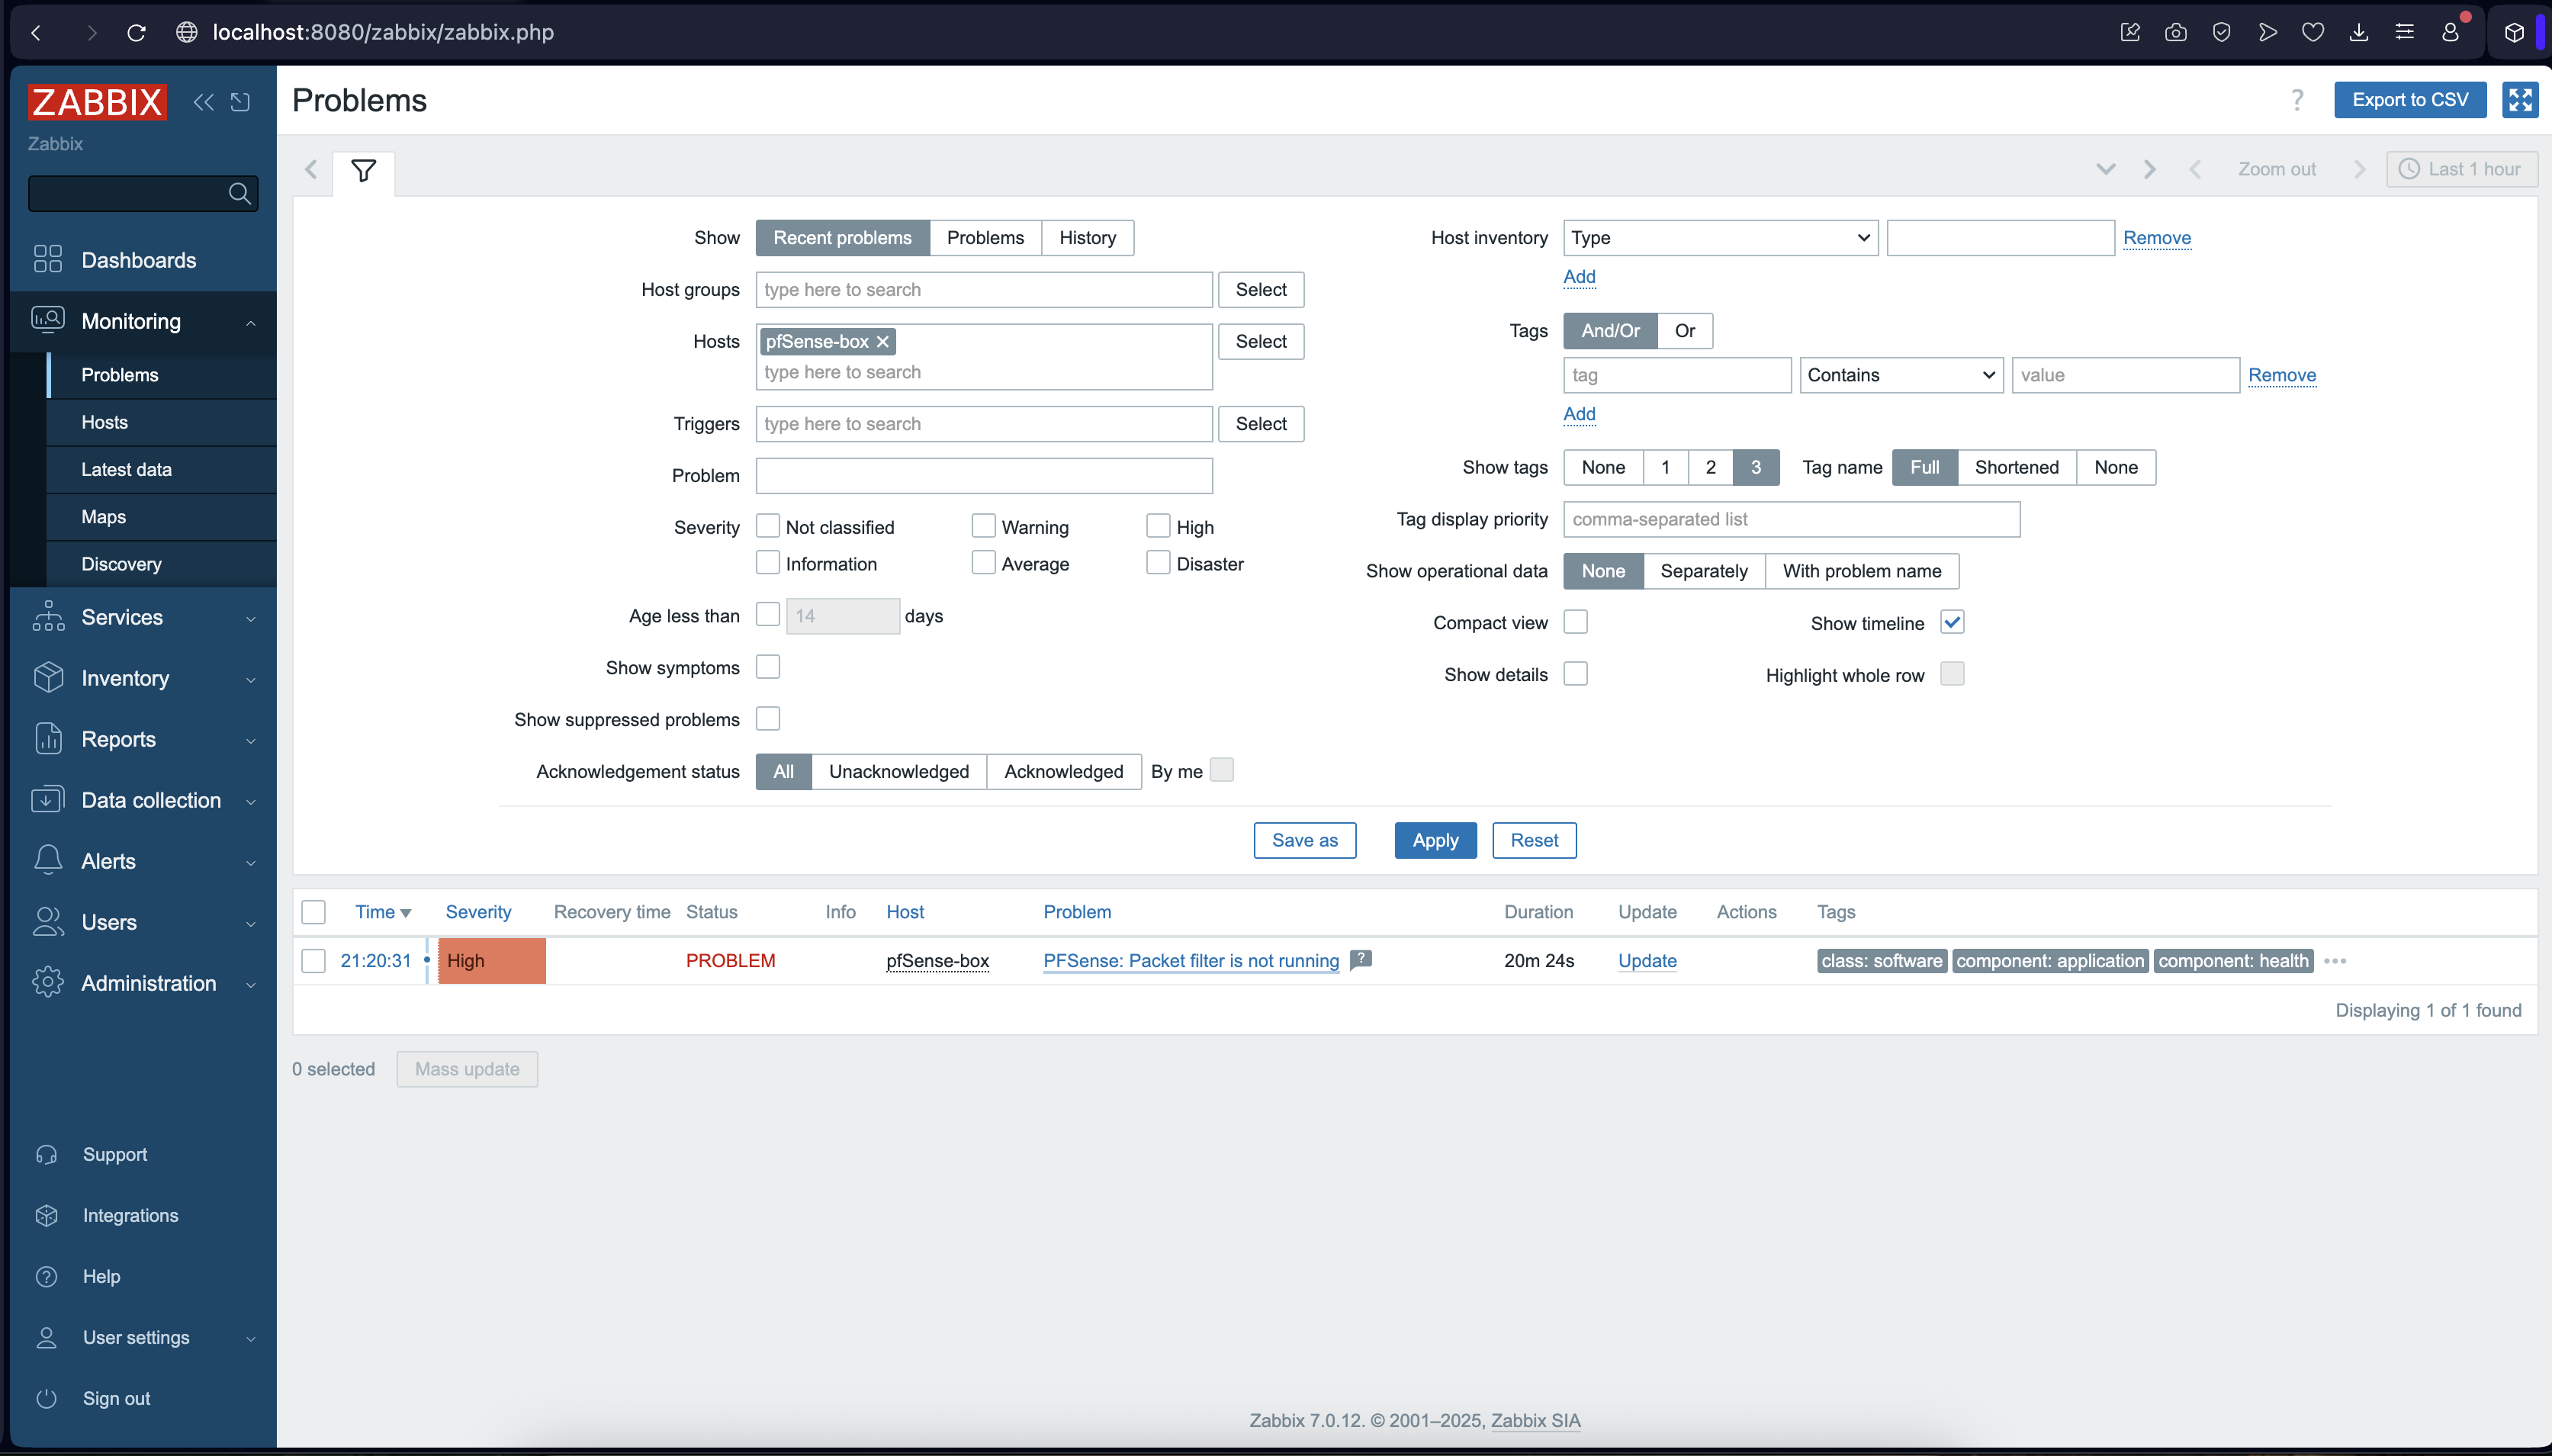 localhost:8080/zabbix/zabbix.php
ZABBIX
Zabbix
Dashboards
Monitoring
Problems
Hosts
Latest data
Maps
Discovery
Services
Inventory
Reports
Data collection
Alerts
Users
Administration
Support
Integrations
Help
User settings
Sign out
Problems
? Export to CSV
Zoom out Last 1 hour
Show Recent problems Problems History
Host groups type here to search Select
Hosts pfSense-box Select
type here to search
Triggers type here to search Select
Problem
Severity Not classified Warning High
Information Average Disaster
Age less than 14 days
Show symptoms
Show suppressed problems
Acknowledgement status All Unacknowledged Acknowledged By me
Host inventory Type Remove
Add
Tags And/Or Or
tag Contains value Remove
Add
Show tags None 1 2 3 Tag name Full Shortened None
Tag display priority comma-separated list
Show operational data None Separately With problem name
Compact view Show timeline
Show details Highlight whole row
Save as Apply Reset
Time Severity Recovery time Status Info Host Problem Duration Update Actions Tags
21:20:31 High PROBLEM pfSense-box PFSense: Packet filter is not running ? 20m 24s Update class: software component: application component: health
Displaying 1 of 1 found
0 selected Mass update
Zabbix 7.0.12. © 2001–2025, Zabbix SIA